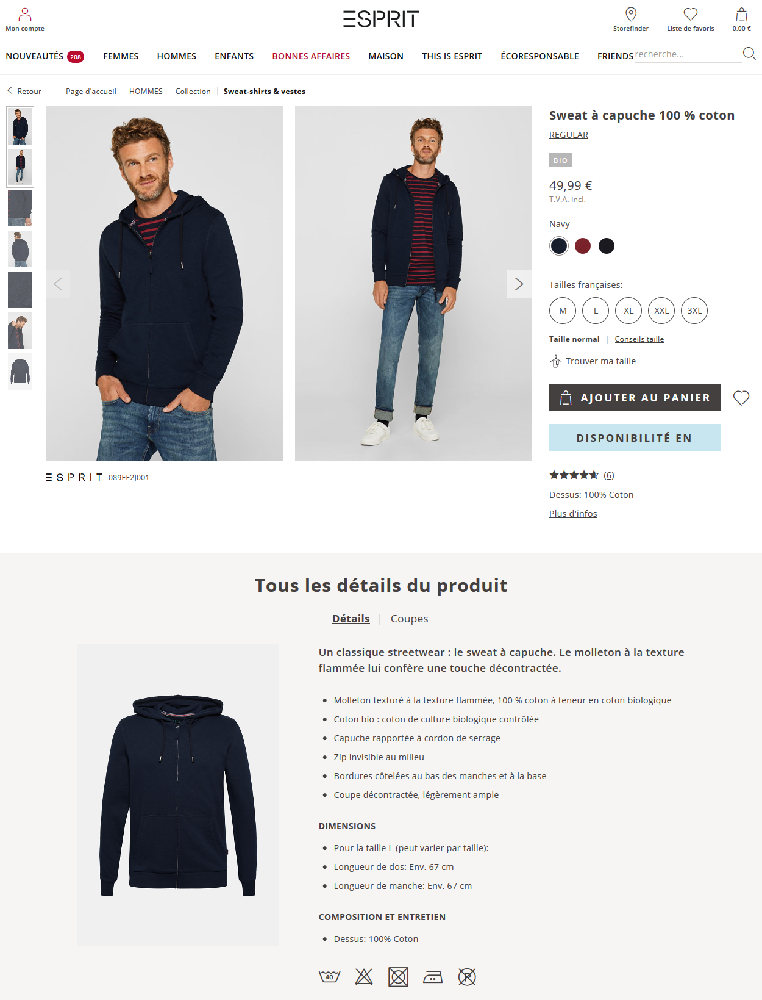 Mon compte
ESPRIT
Storefinder
Liste de favoris
0,00 €
NOUVEAUTÉS 208 FEMMES HOMMES ENFANTS BONNES AFFAIRES MAISON THIS IS ESPRIT ÉCORESPONSABLE FRIENDS recherche...
Retour Page d'accueil HOMMES Collection Sweat-shirts & vestes
Sweat à capuche 100 % coton
REGULAR
BIO
49,99 €
T.V.A. incl.
Navy
Tailles françaises:
M L XL XXL 3XL
Taille normal | Conseils taille
Trouver ma taille
AJOUTER AU PANIER
DISPONIBILITÉ EN
(6)
Dessus: 100% Coton
Plus d'infos
ESPRIT 089EE2J001
Tous les détails du produit
Détails Coupes
Un classique streetwear : le sweat à capuche. Le molleton à la texture
flammée lui confère une touche décontractée.
Molleton texturé à la texture flammée, 100 % coton à teneur en coton biologique
Coton bio : coton de culture biologique contrôlée
Capuche rapportée à cordon de serrage
Zip invisible au milieu
Bordures côtelées au bas des manches et à la base
Coupe décontractée, légèrement ample
DIMENSIONS
Pour la taille L (peut varier par taille):
Longueur de dos: Env. 67 cm
Longueur de manche: Env. 67 cm
COMPOSITION ET ENTRETIEN
Dessus: 100% Coton
40
P